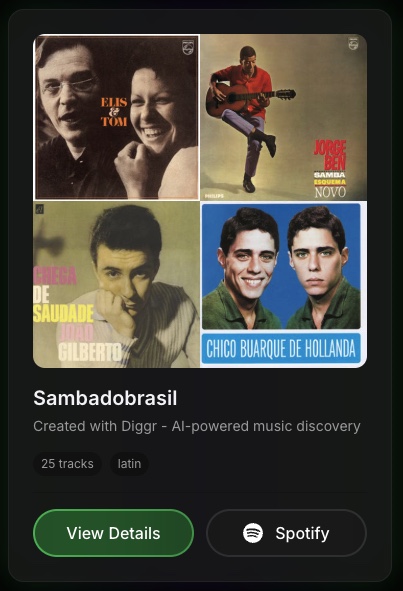 ELIS
&
TOM
JORGE
BEN
SAMBA
ESQUEMA
NOVO
PHILIPS
CHEGA
DE
SAUDADE
JOÃO
GILBERTO
CHICO BUARQUE DE HOLLANDA
Sambadobrasil
Created with Diggr - AI-powered music discovery
25 tracks
latin
View Details
Spotify